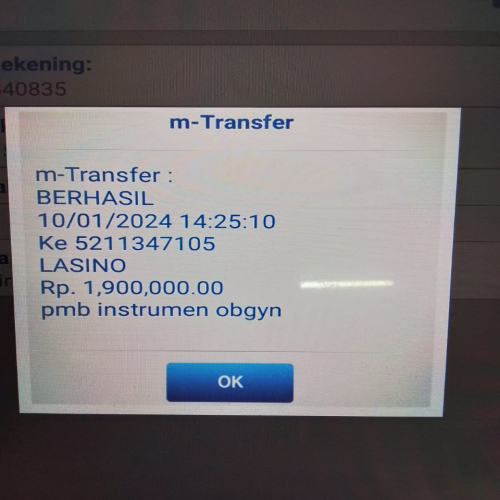 ekening:
40835
m-Transfer
m-Transfer :
BERHASIL
10/01/2024 14:25:10
Ke 5211347105
LASINO
Rp. 1,900,000.00
pmb instrumen obgyn
OK